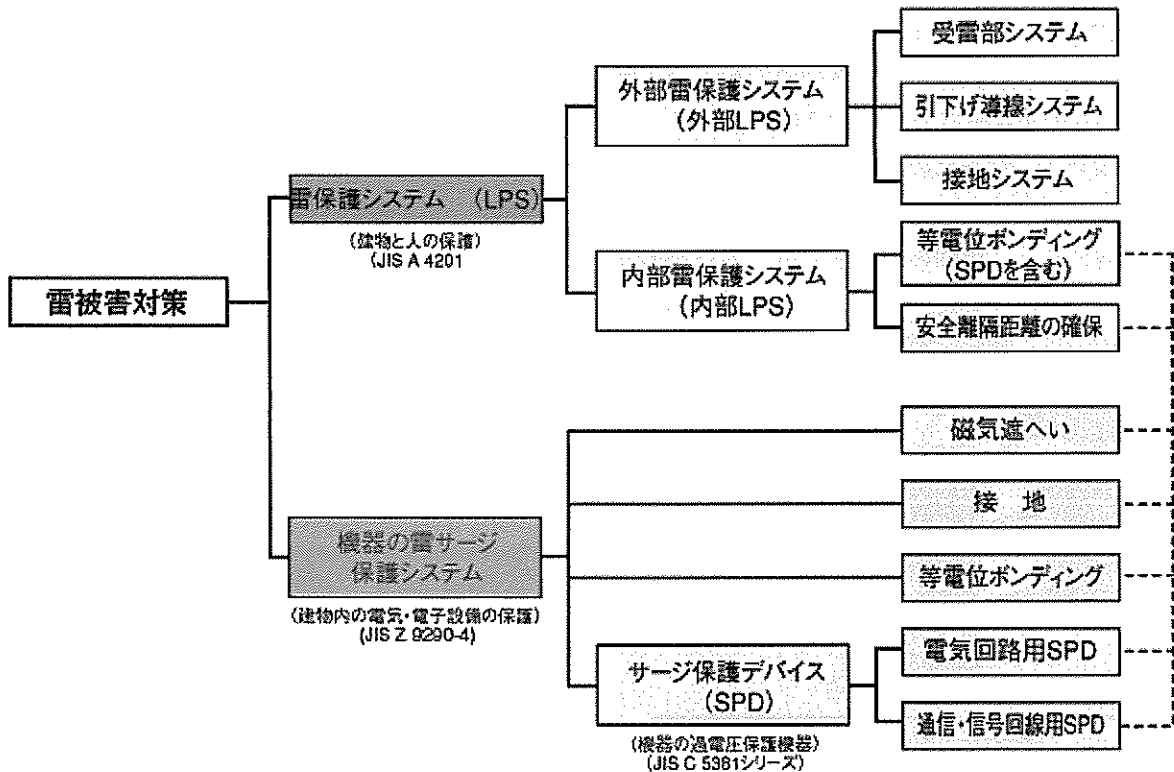 雷被害対策
雷保護システム (LPS)
(建物と人の保護)
(JIS A 4201
外部雷保護システム
(外部LPS)
受雷部システム
引下げ導線システム
接地システム
内部雷保護システム
(内部LPS)
等電位ボンディング
(SPDを含む)
安全離隔距離の確保
機器の雷サージ
保護システム
(建物内の電気・電子設備の保護)
(JIS Z 9290-4)
磁気遮へい
接 地
等電位ボンディング
サージ保護デバイス
(SPD)
(機器の過電圧保護機器)
(JIS C 5381シリーズ)
電気回路用SPD
通信・信号回線用SPD